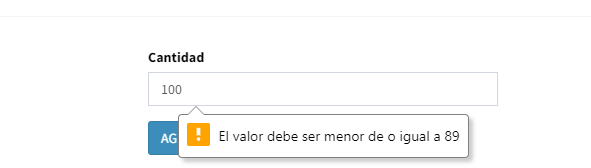 Cantidad
100
AG
El valor debe ser menor de o igual a 89